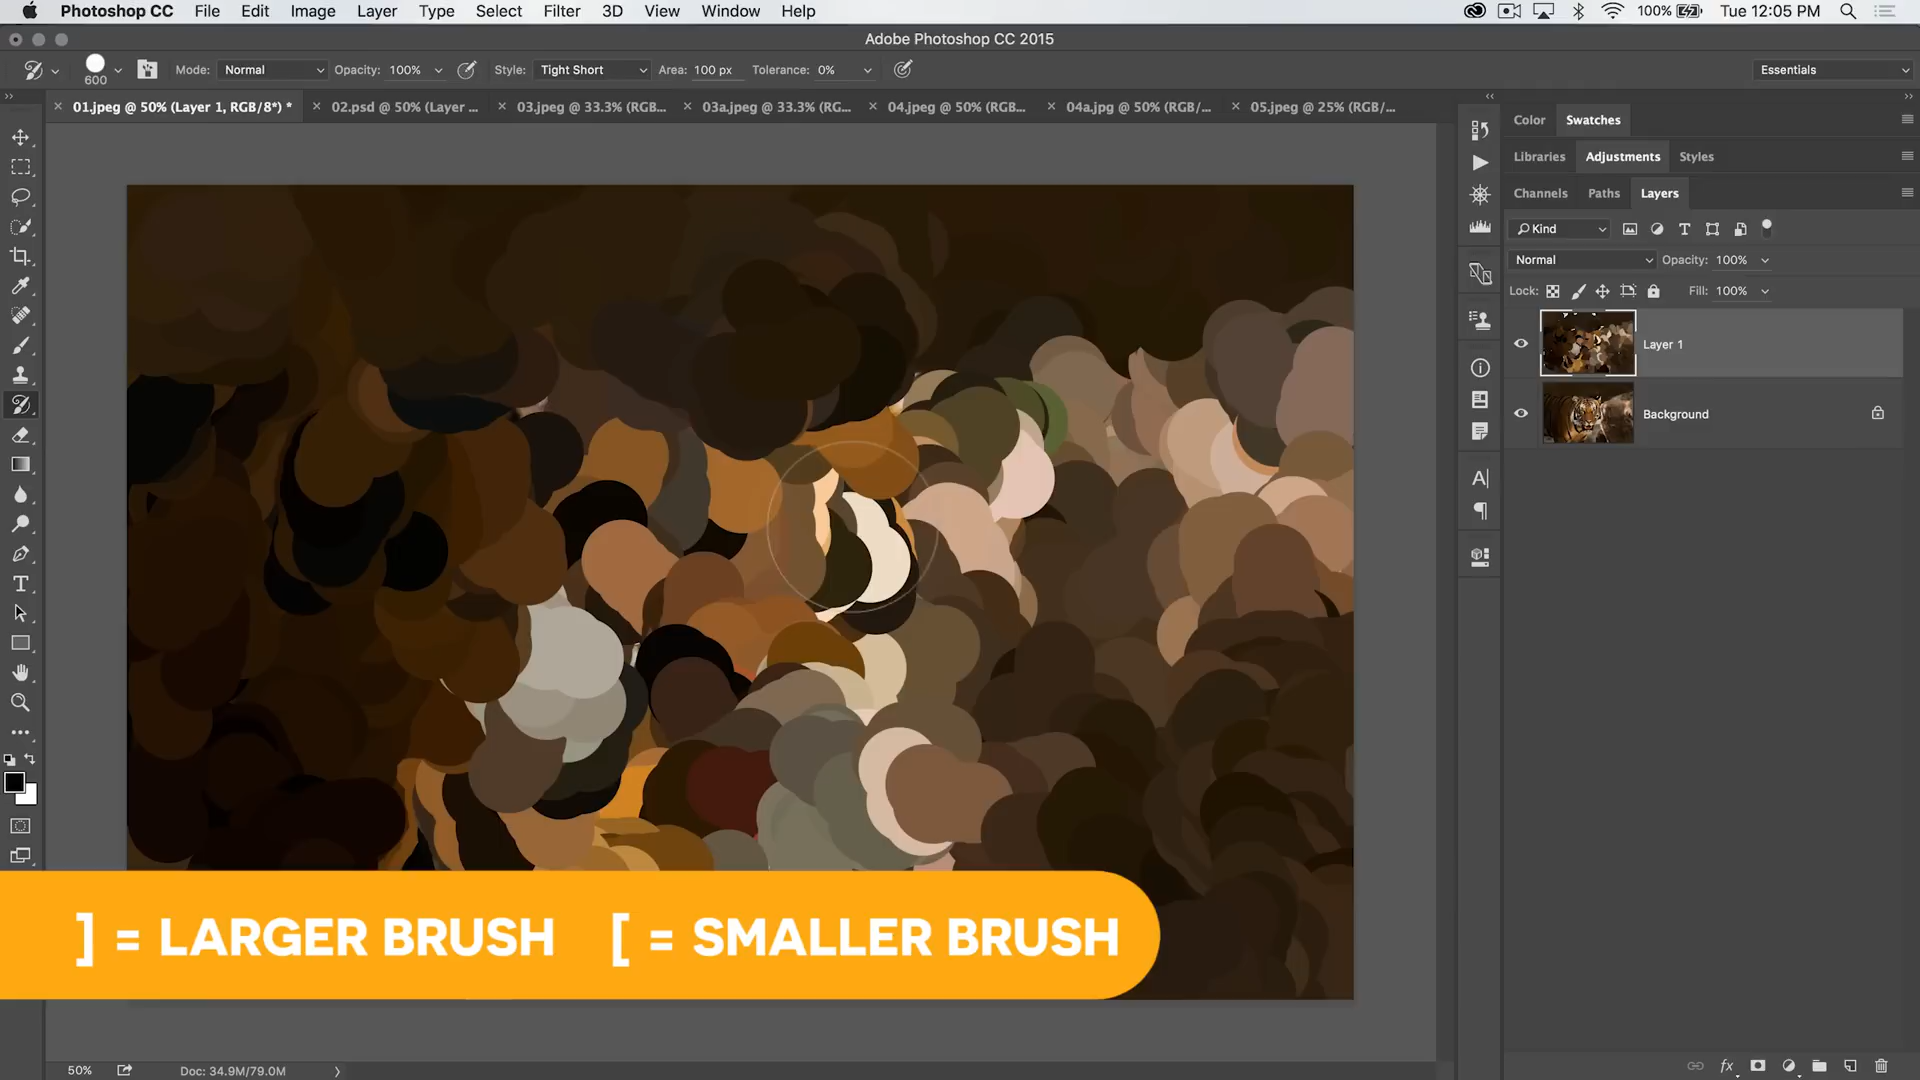 Photoshop CC File Edit Image Layer Type Select Filter 3D View Window Help 100% Tue 12:05 PM
Adobe Photoshop CC 2015
600 Mode: Normal Opacity: 100% Style: Tight Short Area: 100 px Tolerance: 0% Essentials
01.jpeg @ 50% (Layer 1, RGB/8*) * 02.psd @ 50% (Layer ... 03.jpeg @ 33.3% (RGB... 03a.jpeg @ 33.3% (RG... 04.jpeg @ 50% (RGB... 04a.jpg @ 50% (RGB/... 05.jpeg @ 25% (RGB/...
Color Swatches
Libraries Adjustments Styles
Channels Paths Layers
Kind
Normal Opacity: 100%
Lock: Fill: 100%
Layer 1
Background
] = LARGER BRUSH [ = SMALLER BRUSH
50% Doc: 34.9M/79.0M